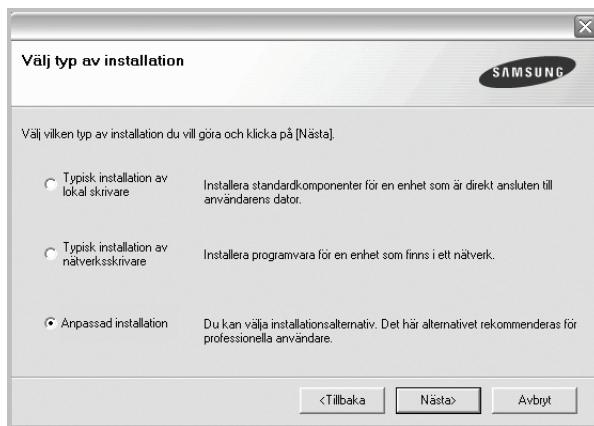 Välj typ av installation
SAMSUNG
Välj vilken typ av installation du vill göra och klicka på [Nästa].
Typisk installation av
lokal skrivare
Installera standardkomponenter för en enhet som är direkt ansluten till
användarens dator.
Typisk installation av
nätverksskrivare
Installera programvara för en enhet som finns i ett nätverk.
Anpassad installation
Du kan välja installationsalternativ. Det här alternativet rekommenderas för
professionella användare.
<Tillbaka
Nästa>
Avbryt